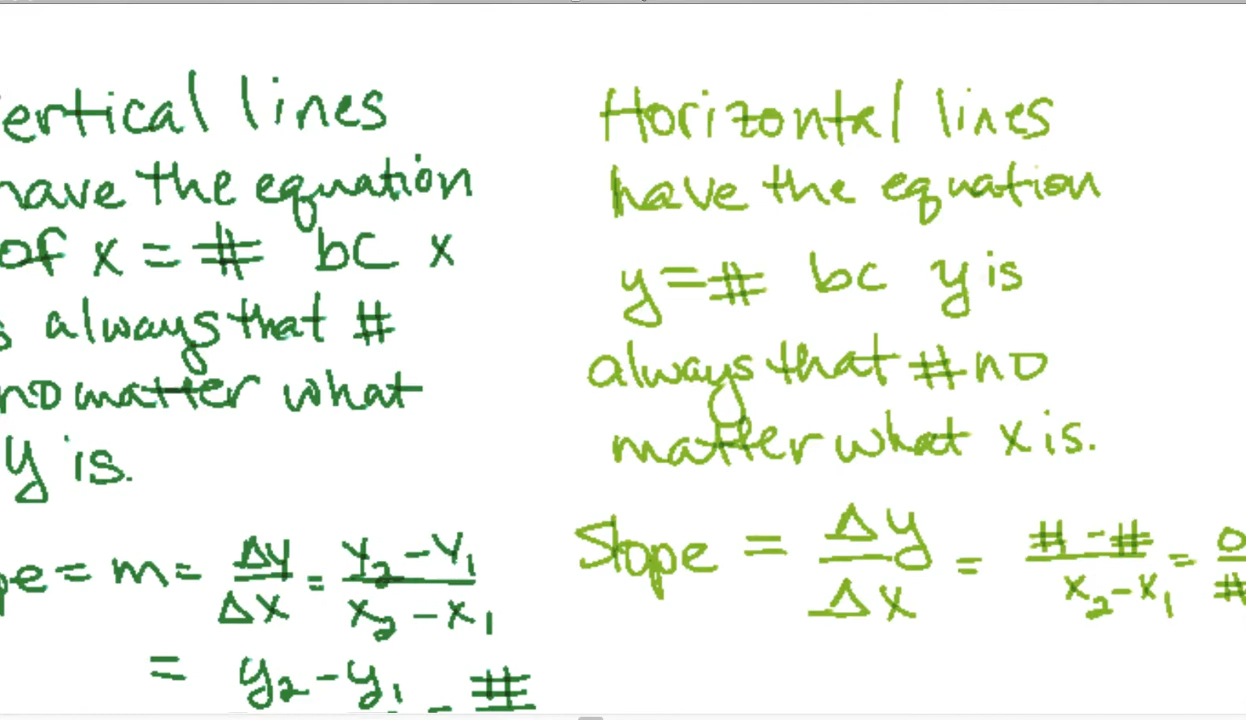 ertical lines
have the equation
of x = # bc x
s always that #
no matter what
y is.
pe = m = Δy/Δx = y₂-y₁/x₂-x₁
= y₂-y₁ = #
Horizontal lines
have the equation
y = # bc y is
always that # no
matter what x is.
Slope = Δy/Δx = #-#/x₂-x₁ = 0/#